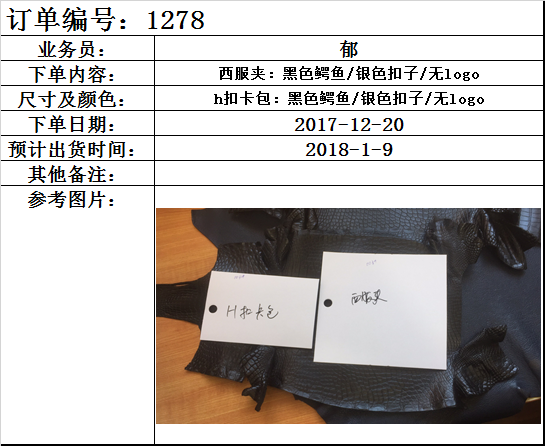 订单编号：1278
业务员： 郁
下单内容： 西服夹：黑色鳄鱼/银色扣子/无logo
尺寸及颜色： h扣卡包：黑色鳄鱼/银色扣子/无logo
下单日期： 2017-12-20
预计出货时间： 2018-1-9
其他备注：
参考图片：
H扣卡包
西服夹